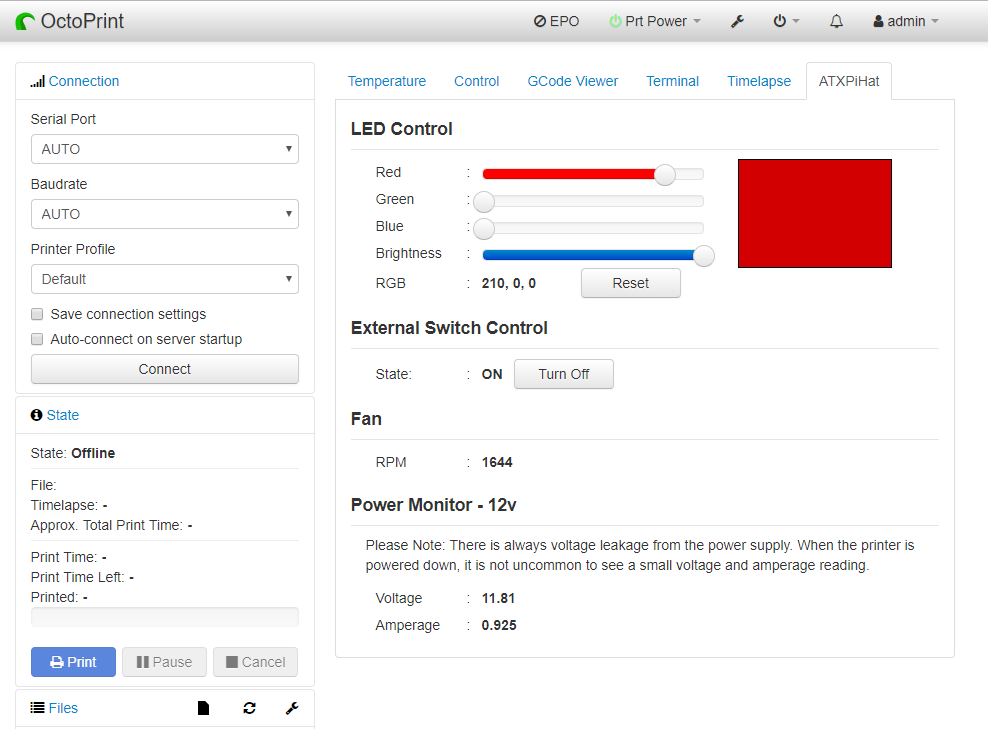 OctoPrint
EPO Prt Power admin
Connection
Serial Port
AUTO
Baudrate
AUTO
Printer Profile
Default
Save connection settings
Auto-connect on server startup
Connect
State
State: Offline
File:
Timelapse: -
Approx. Total Print Time: -
Print Time: -
Print Time Left: -
Printed: -
Print Pause Cancel
Files
Temperature Control GCode Viewer Terminal Timelapse ATXPiHat
LED Control
Red :
Green :
Blue :
Brightness :
RGB : 210, 0, 0 Reset
External Switch Control
State: : ON Turn Off
Fan
RPM : 1644
Power Monitor - 12v
Please Note: There is always voltage leakage from the power supply. When the printer is
powered down, it is not uncommon to see a small voltage and amperage reading.
Voltage : 11.81
Amperage : 0.925